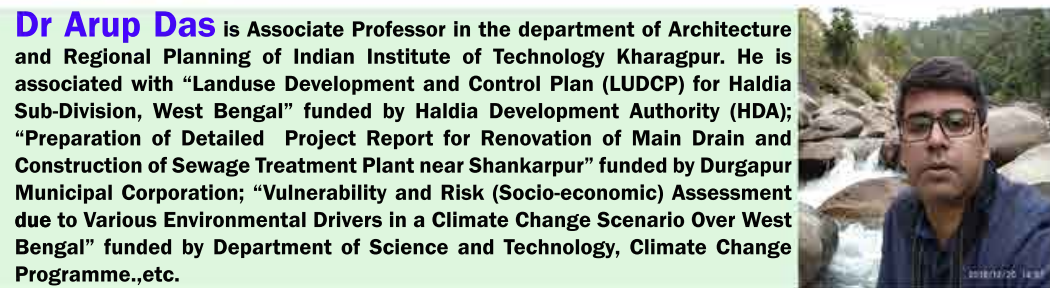 Dr Arup Das is Associate Professor in the department of Architecture
and Regional Planning of Indian Institute of Technology Kharagpur. He is
associated with “Landuse Development and Control Plan (LUDCP) for Haldia
Sub-Division, West Bengal” funded by Haldia Development Authority (HDA);
“Preparation of Detailed Project Report for Renovation of Main Drain and
Construction of Sewage Treatment Plant near Shankarpur” funded by Durgapur
Municipal Corporation; “Vulnerability and Risk (Socio-economic) Assessment
due to Various Environmental Drivers in a Climate Change Scenario Over West
Bengal” funded by Department of Science and Technology, Climate Change
Programme.,etc.